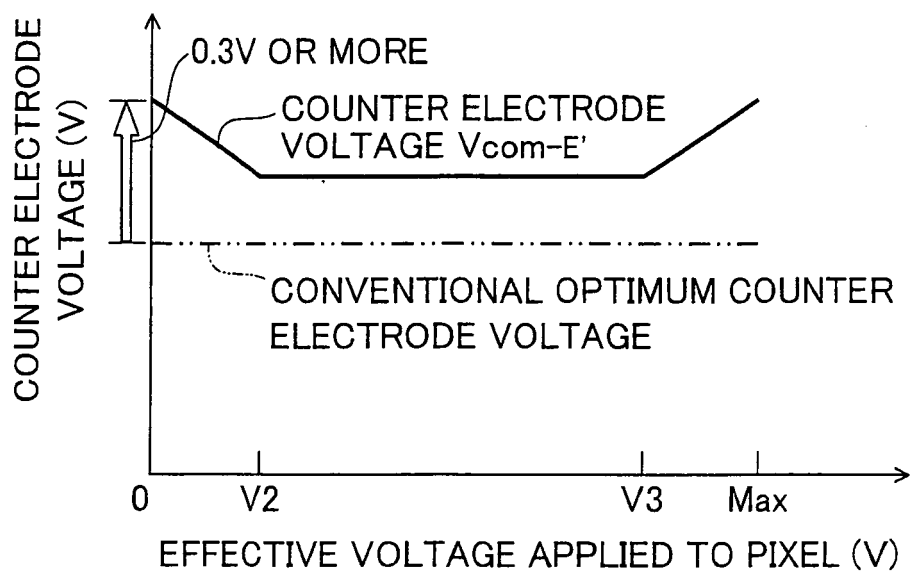 COUNTER ELECTRODE
VOLTAGE (V)
0.3V OR MORE
COUNTER ELECTRODE
VOLTAGE Vcom-E'
CONVENTIONAL OPTIMUM COUNTER
ELECTRODE VOLTAGE
0 V2 V3 Max
EFFECTIVE VOLTAGE APPLIED TO PIXEL (V)